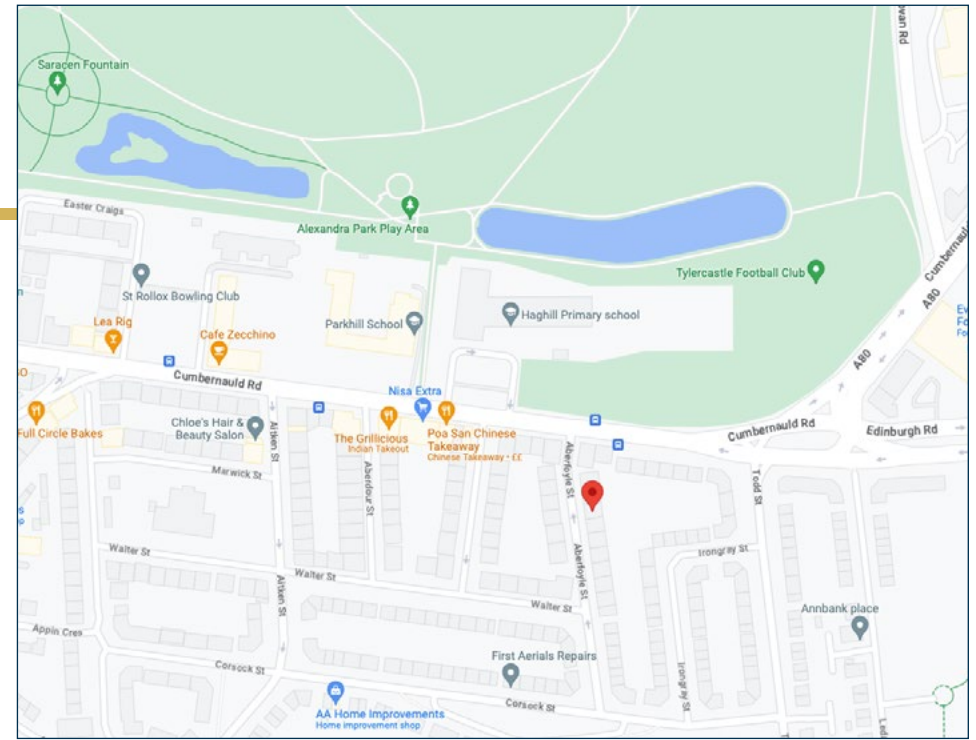 owan Rd
Saracen Fountain
Easter Craigs
Alexandra Park Play Area
Tylercastle Football Club
Cumbernaul
A80
St Rollox Bowling Club
Lea Rig
Cafe Zecchino
Parkhill School
Haghill Primary school
A80
Cumbernauld Rd
Nisa Extra
Full Circle Bakes
Chloe's Hair &
Beauty Salon
Aitken St
The Grillicious
Indian Takeout
Poa San Chinese
Takeaway
Chinese Takeaway • ££
Cumbernauld Rd
Edinburgh Rd
Marwick St
Aberdour St
Aberfoyle St
Todd St
Walter St
Walter St
Aitken St
Aberfoyle St
Irongray St
Walter St
Annbank place
Appin Cres
Corsock St
First Aerials Repairs
Irongray St
AA Home Improvements
Home improvement shop
Corsock St